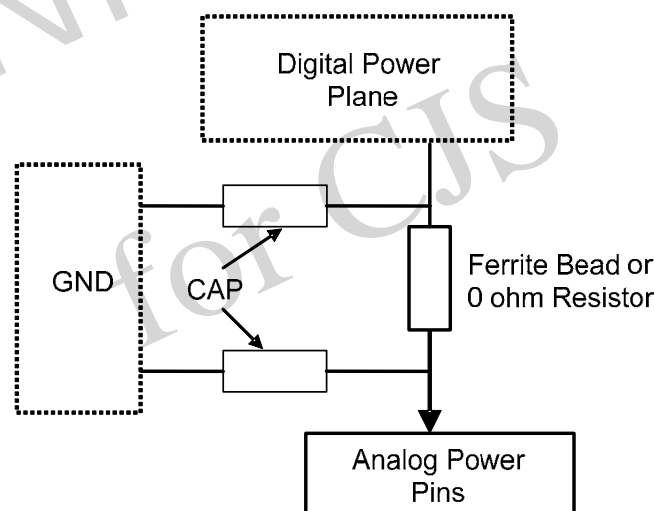 Digital Power
Plane
GND
CAP
Ferrite Bead or
0 ohm Resistor
Analog Power
Pins
for CJS